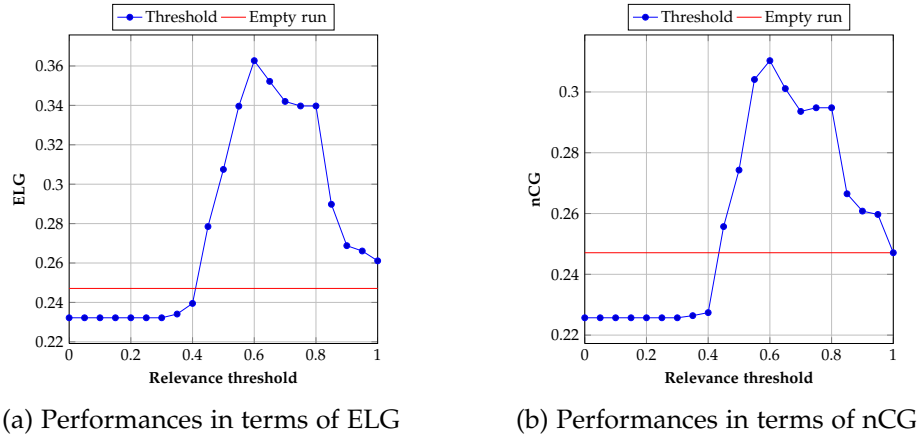 Threshold Empty run
0.36
0.34
0.32
0.3
0.28
0.26
0.24
0.22
ELG
0 0.2 0.4 0.6 0.8 1
Relevance threshold
(a) Performances in terms of ELG
Threshold Empty run
0.3
0.28
0.26
0.24
0.22
nCG
0 0.2 0.4 0.6 0.8 1
Relevance threshold
(b) Performances in terms of nCG